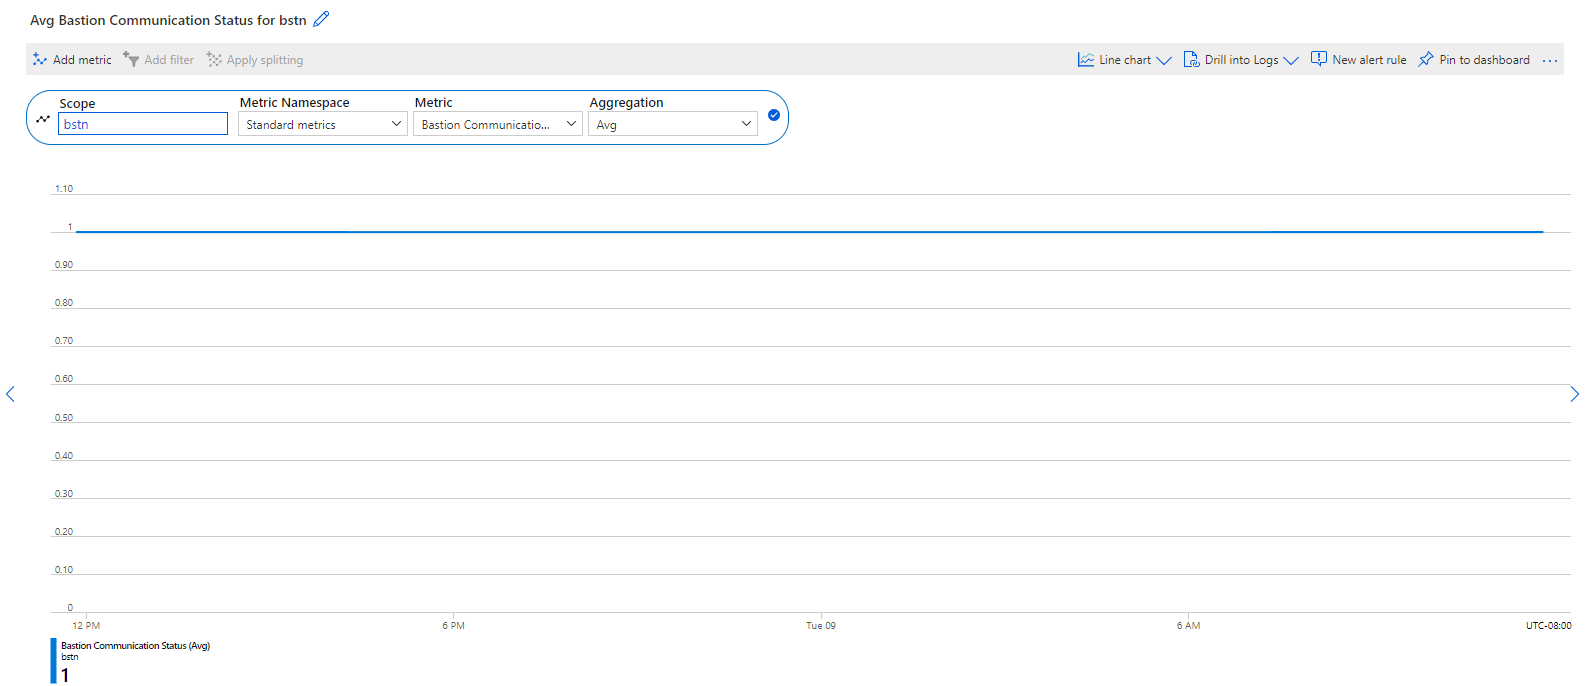 Avg Bastion Communication Status for bstn
Add metric Add filter Apply splitting Line chart Drill into Logs New alert rule Pin to dashboard ...
Scope Metric Namespace Metric Aggregation
bstn Standard metrics Bastion Communicatio... Avg
1.10
1
0.90
0.80
0.70
0.60
0.50
0.40
0.30
0.20
0.10
0
12 PM 6 PM Tue 09 6 AM UTC-08:00
Bastion Communication Status (Avg)
bstn
1